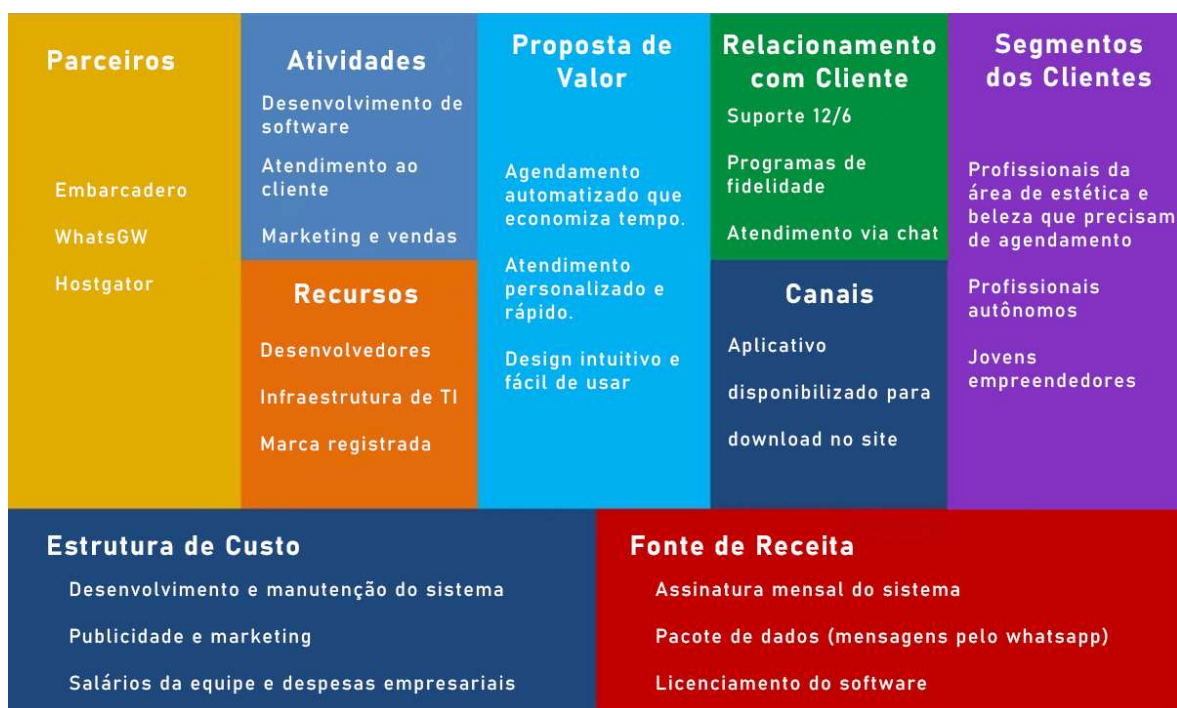 Parceiros
Embarcadero
WhatsGW
Hostgator
Atividades
Desenvolvimento de
software
Atendimento ao
cliente
Marketing e vendas
Recursos
Desenvolvedores
Infraestrutura de TI
Marca registrada
Proposta de
Valor
Agendamento
automatizado que
economiza tempo.
Atendimento
personalizado e
rápido.
Design intuitivo e
fácil de usar
Relacionamento
com Cliente
Suporte 12/6
Programas de
fidelidade
Atendimento via chat
Canais
Aplicativo
disponibilizado para
download no site
Segmentos
dos Clientes
Profissionais da
área de estética e
beleza que precisam
de agendamento
Profissionais
autônomos
Jovens
empreendedores
Estrutura de Custo
Desenvolvimento e manutenção do sistema
Publicidade e marketing
Salários da equipe e despesas empresariais
Fonte de Receita
Assinatura mensal do sistema
Pacote de dados (mensagens pelo whatsapp)
Licenciamento do software